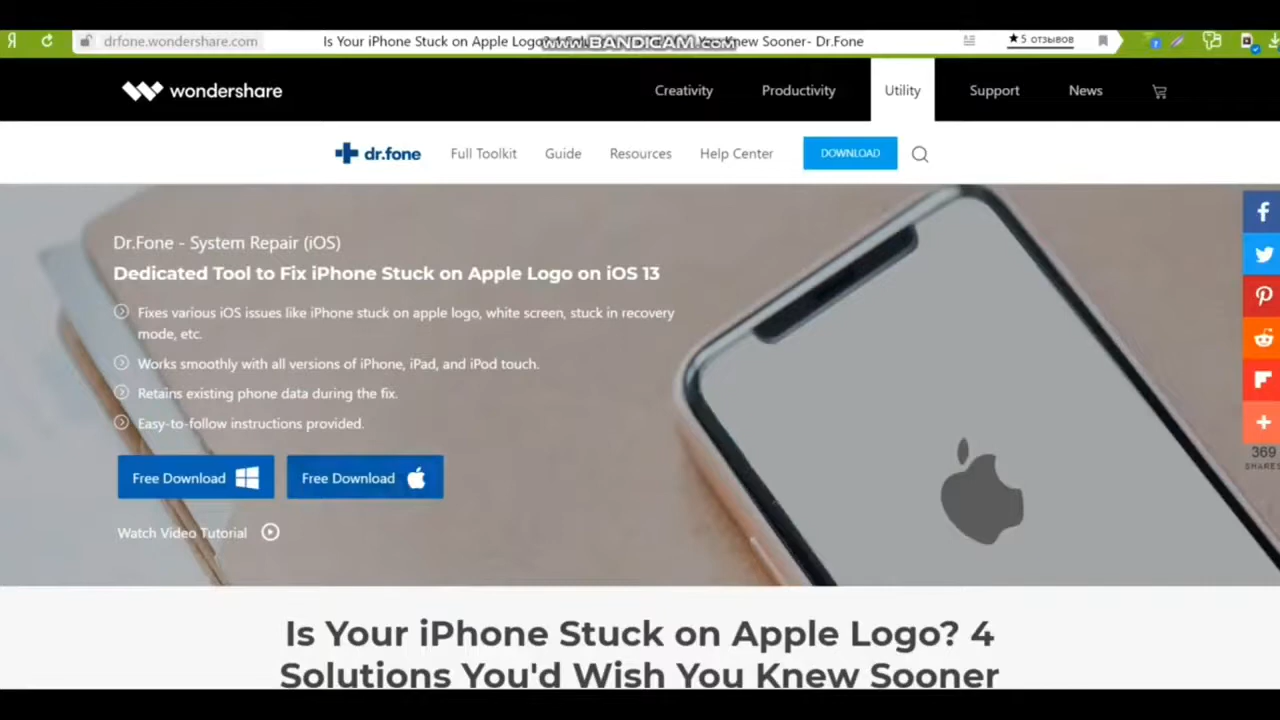 Я drfone.wondershare.com Is Your iPhone Stuck on Apple Logo? 4 Knew Sooner- Dr.Fone ★5 отзывов
www.BANDICAM.com
wondershare Creativity Productivity Utility Support News
dr.fone Full Toolkit Guide Resources Help Center DOWNLOAD
Dr.Fone - System Repair (iOS)
Dedicated Tool to Fix iPhone Stuck on Apple Logo on iOS 13
Fixes various iOS issues like iPhone stuck on apple logo, white screen, stuck in recovery
mode, etc.
Works smoothly with all versions of iPhone, iPad, and iPod touch.
Retains existing phone data during the fix.
Easy-to-follow instructions provided.
Free Download Free Download
Watch Video Tutorial
369
SHARES
Is Your iPhone Stuck on Apple Logo? 4
Solutions You'd Wish You Knew Sooner